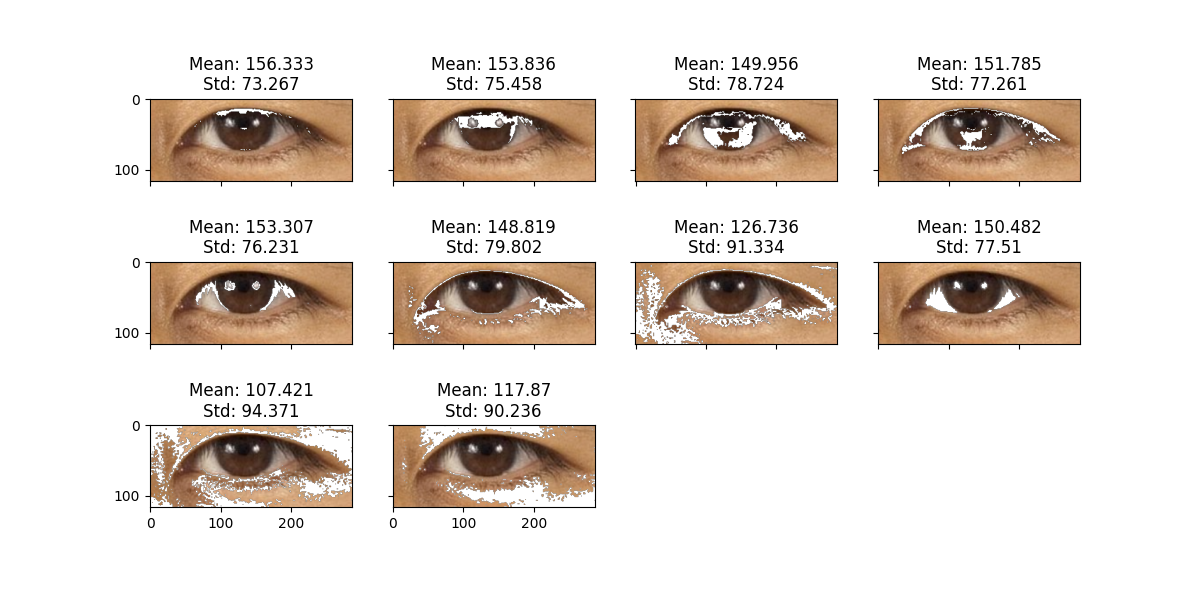 Mean: 156.333
Std: 73.267
Mean: 153.836
Std: 75.458
Mean: 149.956
Std: 78.724
Mean: 151.785
Std: 77.261
0
100
Mean: 153.307
Std: 76.231
Mean: 148.819
Std: 79.802
Mean: 126.736
Std: 91.334
Mean: 150.482
Std: 77.51
0
100
Mean: 107.421
Std: 94.371
Mean: 117.87
Std: 90.236
0
100
0 100 200
0 100 200